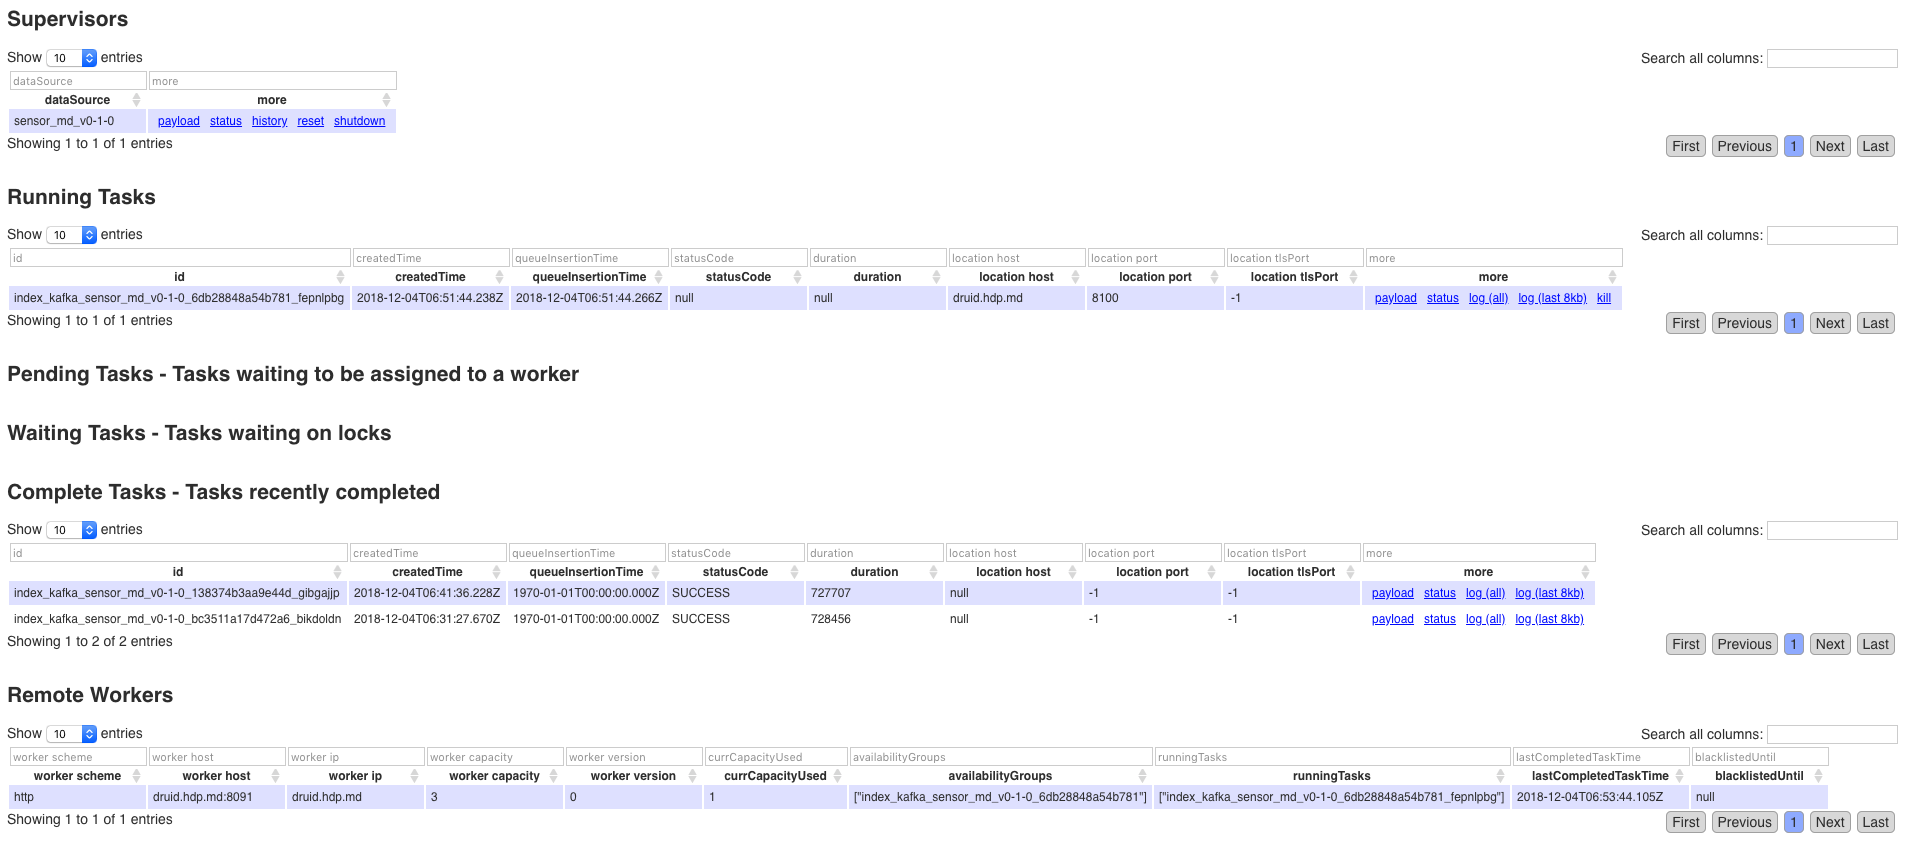 Supervisors
Show 10 entries Search all columns:
dataSource more
dataSource more
sensor_md_v0-1-0 payload status history reset shutdown
Showing 1 to 1 of 1 entries First Previous 1 Next Last
Running Tasks
Show 10 entries Search all columns:
id createdTime queueInsertionTime statusCode duration location host location port location tlsPort more
id createdTime queueInsertionTime statusCode duration location host location port location tlsPort more
index_kafka_sensor_md_v0-1-0_6db28848a54b781_fepnlpbg 2018-12-04T06:51:44.238Z 2018-12-04T06:51:44.266Z null null druid.hdp.md 8100 -1 payload status log (all) log (last 8kb) kill
Showing 1 to 1 of 1 entries First Previous 1 Next Last
Pending Tasks - Tasks waiting to be assigned to a worker
Waiting Tasks - Tasks waiting on locks
Complete Tasks - Tasks recently completed
Show 10 entries Search all columns:
id createdTime queueInsertionTime statusCode duration location host location port location tlsPort more
id createdTime queueInsertionTime statusCode duration location host location port location tlsPort more
index_kafka_sensor_md_v0-1-0_138374b3aa9e44d_gibgajjp 2018-12-04T06:41:36.228Z 1970-01-01T00:00:00.000Z SUCCESS 727707 null -1 -1 payload status log (all) log (last 8kb)
index_kafka_sensor_md_v0-1-0_bc3511a17d472a6_bikdoldn 2018-12-04T06:31:27.670Z 1970-01-01T00:00:00.000Z SUCCESS 728456 null -1 -1 payload status log (all) log (last 8kb)
Showing 1 to 2 of 2 entries First Previous 1 Next Last
Remote Workers
Show 10 entries Search all columns:
worker scheme worker host worker ip worker capacity worker version currCapacityUsed availabilityGroups runningTasks lastCompletedTaskTime blacklistedUntil
worker scheme worker host worker ip worker capacity worker version currCapacityUsed availabilityGroups runningTasks lastCompletedTaskTime blacklistedUntil
http druid.hdp.md:8091 druid.hdp.md 3 0 1 ["index_kafka_sensor_md_v0-1-0_6db28848a54b781"] ["index_kafka_sensor_md_v0-1-0_6db28848a54b781_fepnlpbg"] 2018-12-04T06:53:44.105Z null
Showing 1 to 1 of 1 entries First Previous 1 Next Last